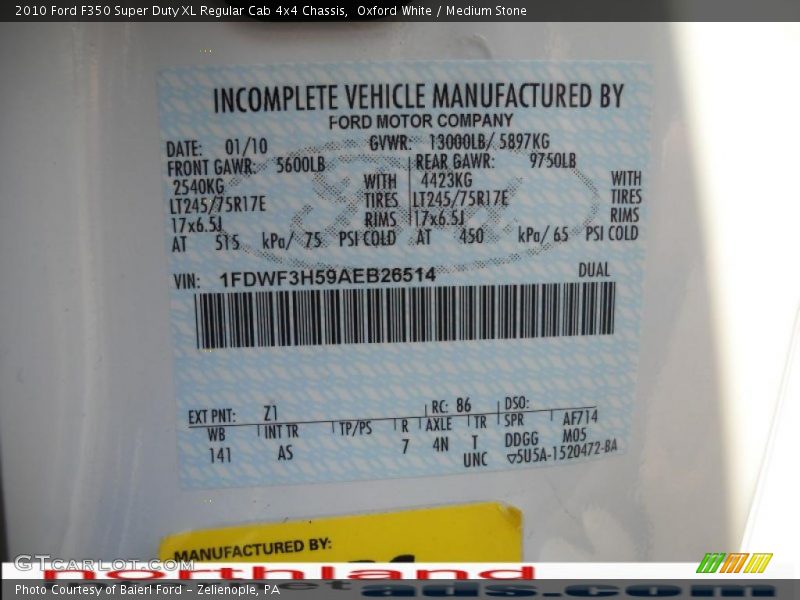 2010 Ford F350 Super Duty XL Regular Cab 4x4 Chassis, Oxford White / Medium Stone
INCOMPLETE VEHICLE MANUFACTURED BY
FORD MOTOR COMPANY
DATE: 01/10 GVWR: 13000LB/ 5897KG
FRONT GAWR: 5600LB REAR GAWR: 9750LB
2540KG WITH 4423KG WITH
LT245/75R17E TIRES LT245/75R17E TIRES
17x6.5J RIMS 17x6.5J RIMS
AT 515 kPa/ 75 PSI COLD AT 450 kPa/ 65 PSI COLD
VIN: 1FDWF3H59AEB26514 DUAL
EXT PNT: Z1 RC: 86 DSO:
WB INT TR TP/PS R AXLE TR SPR AF714
141 AS 7 4N T DDGG M05
UNC ▽5U5A-1520472-BA
MANUFACTURED BY:
GTCarLot.com
northland
Photo Courtesy of Baierl Ford - Zelienople, PA